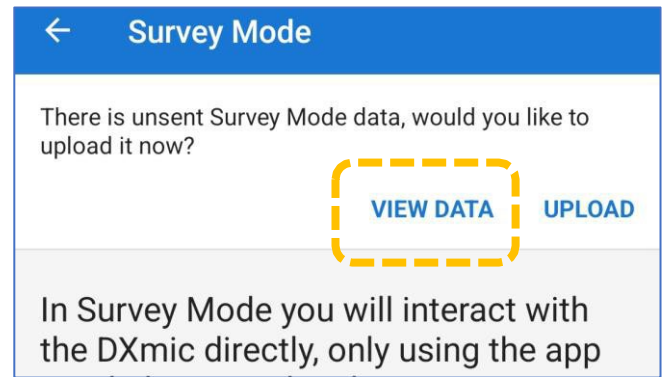 ← Survey Mode
There is unsent Survey Mode data, would you like to
upload it now?
VIEW DATA UPLOAD
In Survey Mode you will interact with
the DXmic directly, only using the app